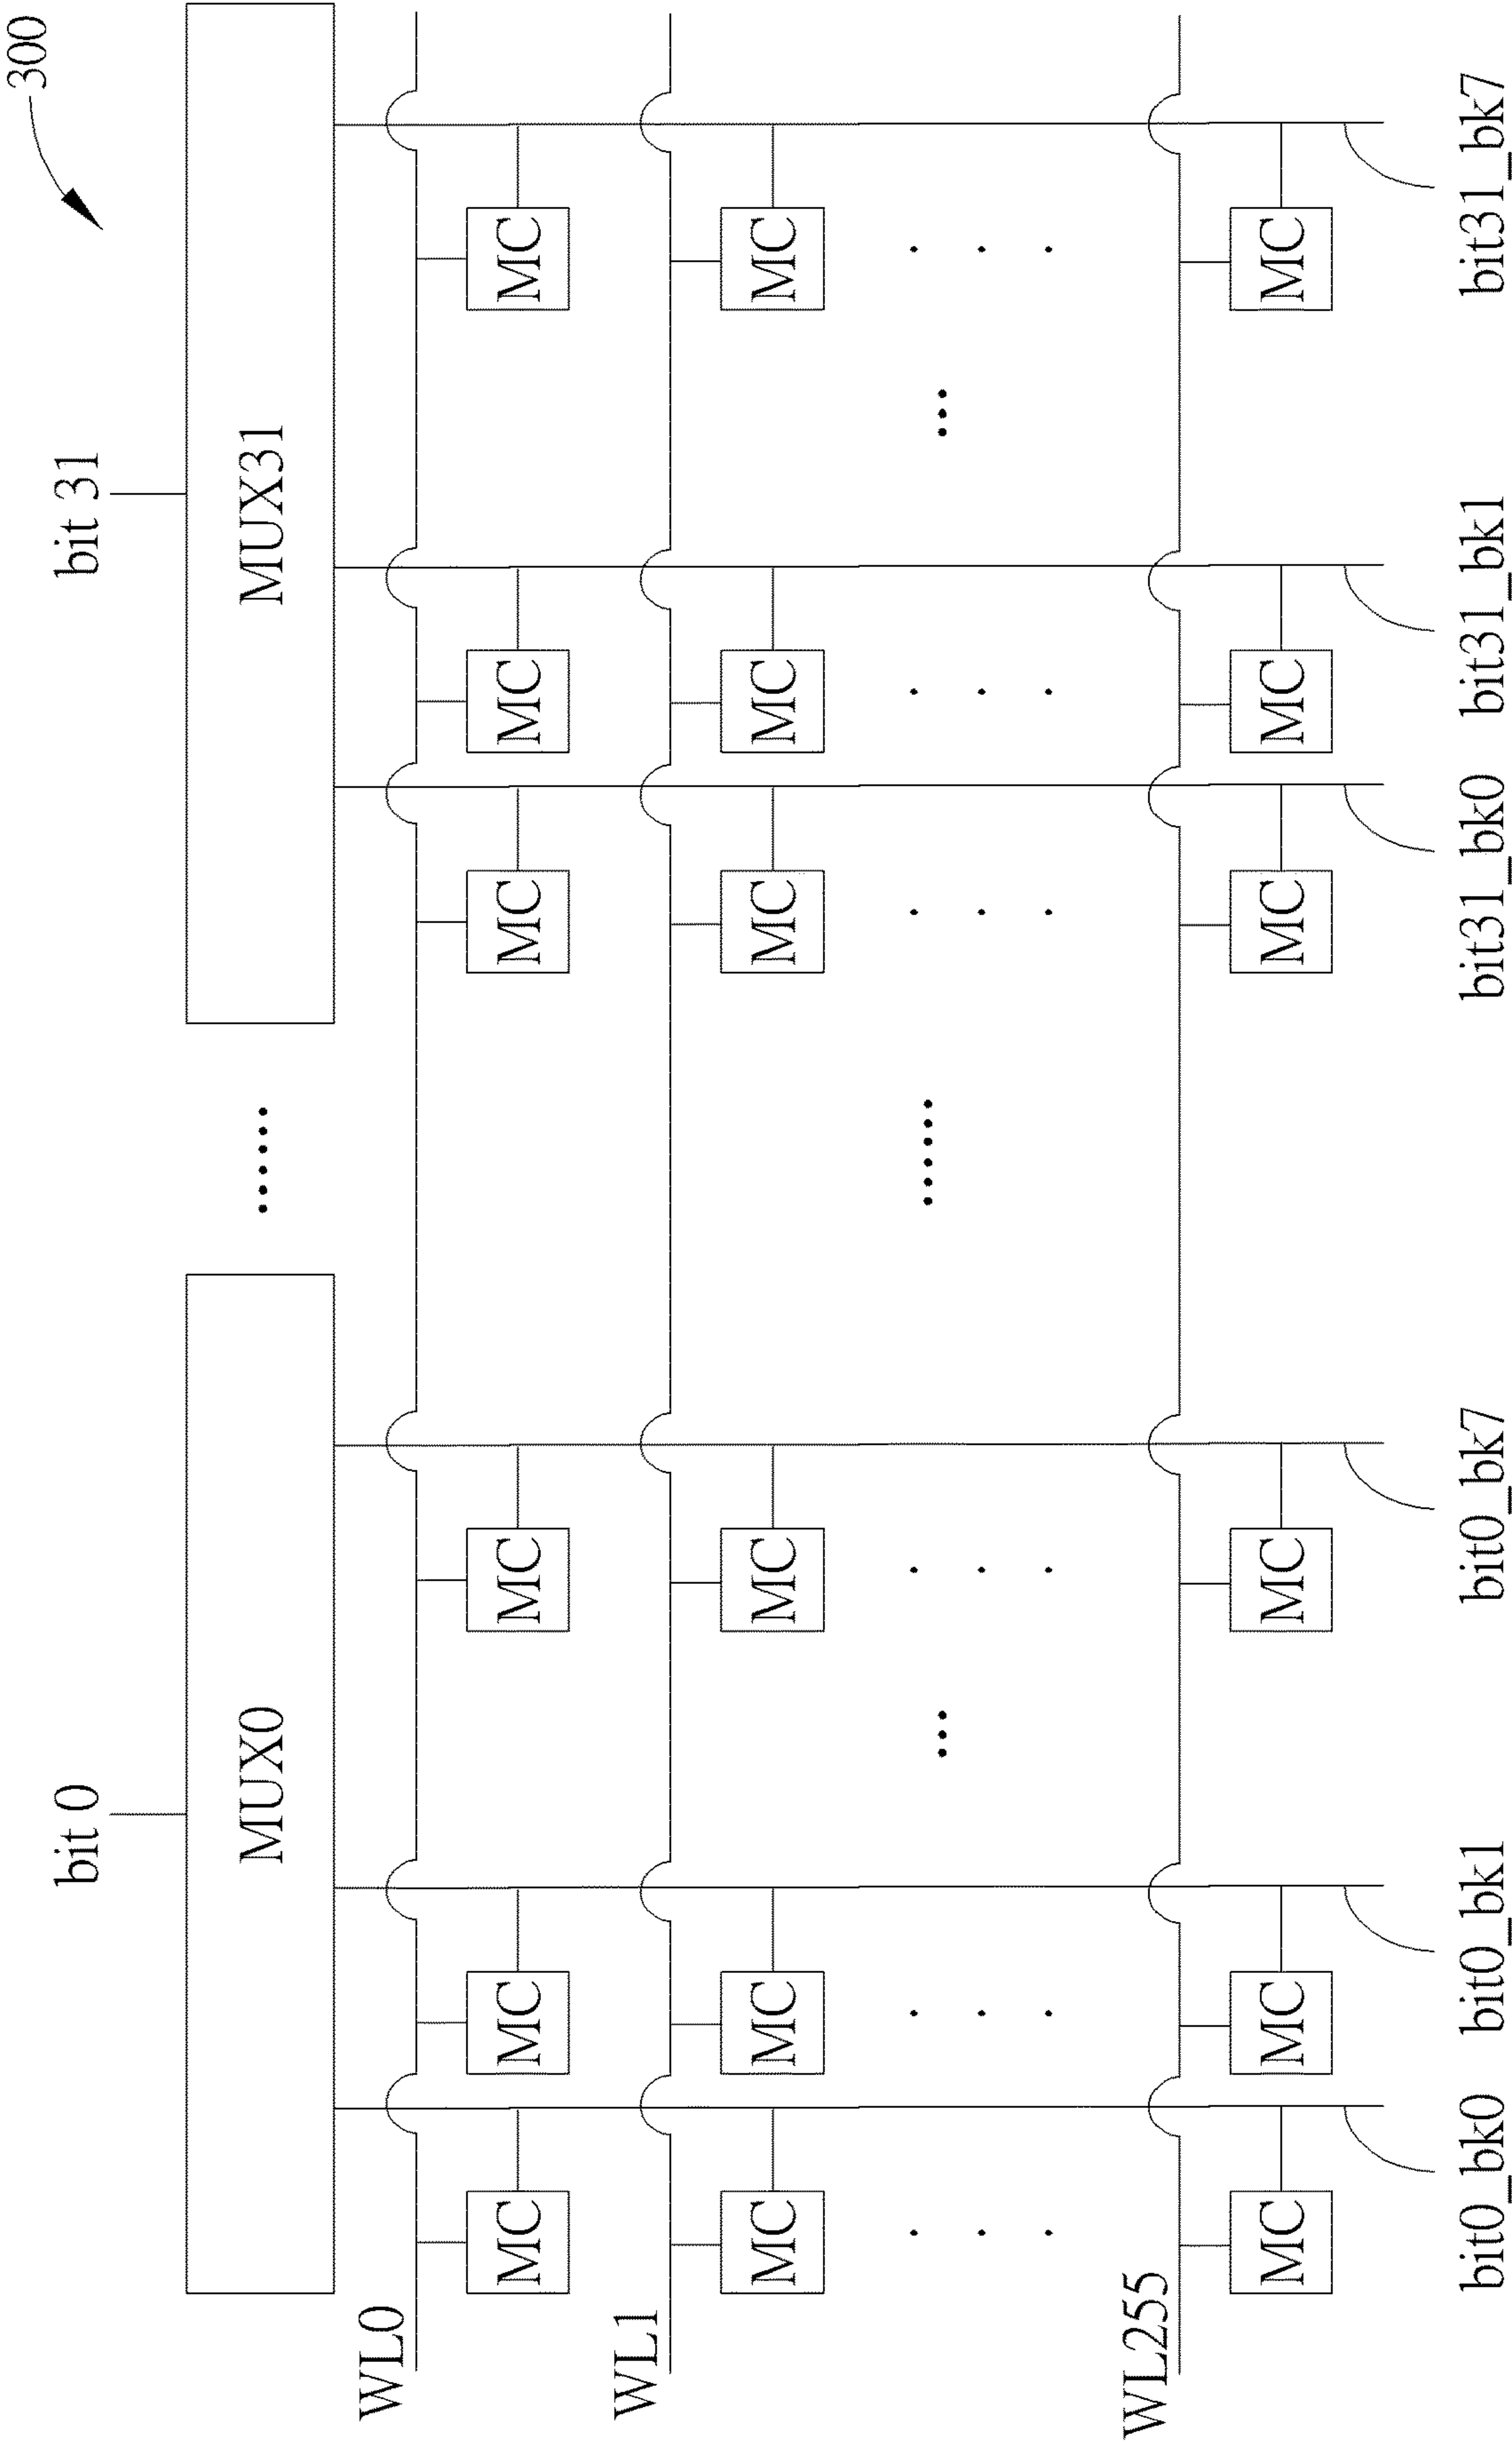 300
bit 0
bit 31
MUX0
MUX31
WL0
MC MC MC MC MC MC
WL1
MC MC MC MC MC MC
WL255
MC MC MC MC MC MC
bit0_bk0 bit0_bk1 bit0_bk7 bit31_bk0 bit31_bk1 bit31_bk7